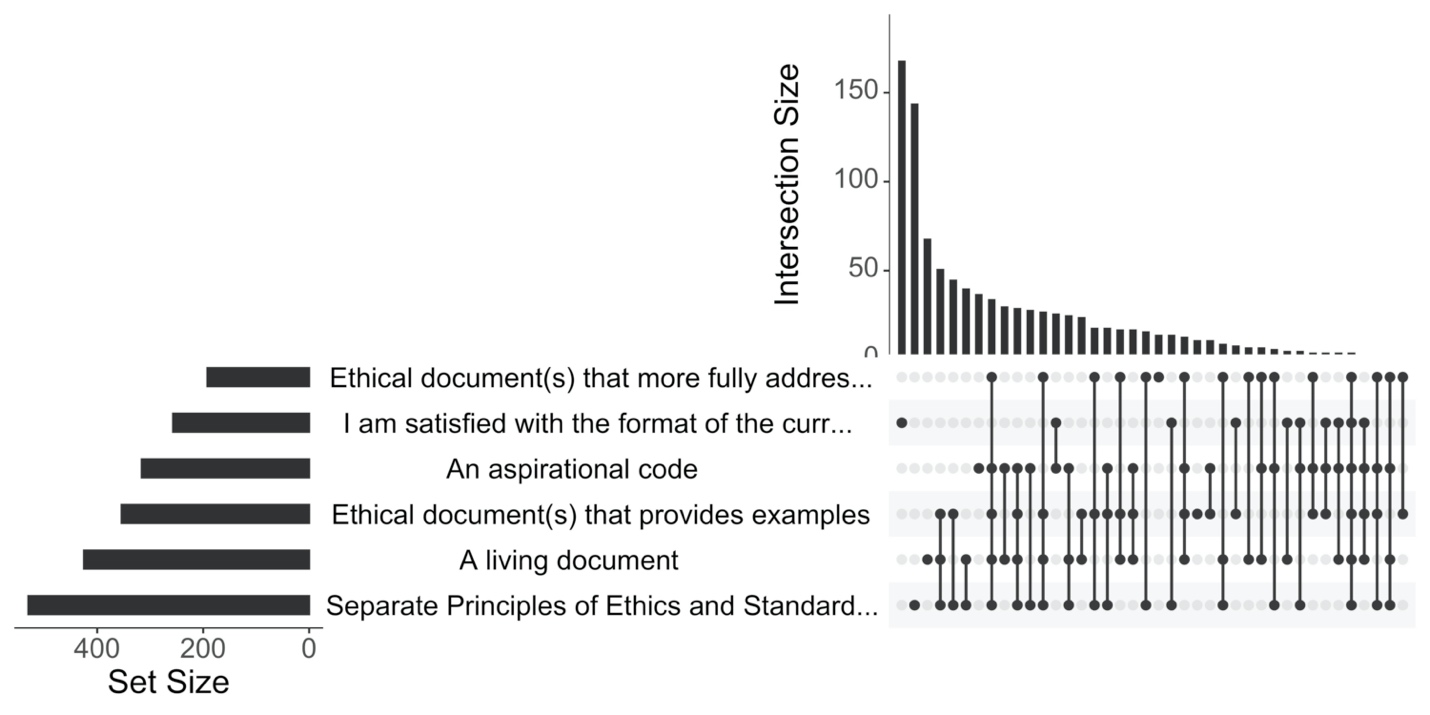 Intersection Size
150
100
50
0
Ethical document(s) that more fully addres...
I am satisfied with the format of the curr...
An aspirational code
Ethical document(s) that provides examples
A living document
Separate Principles of Ethics and Standard...
400 200 0
Set Size